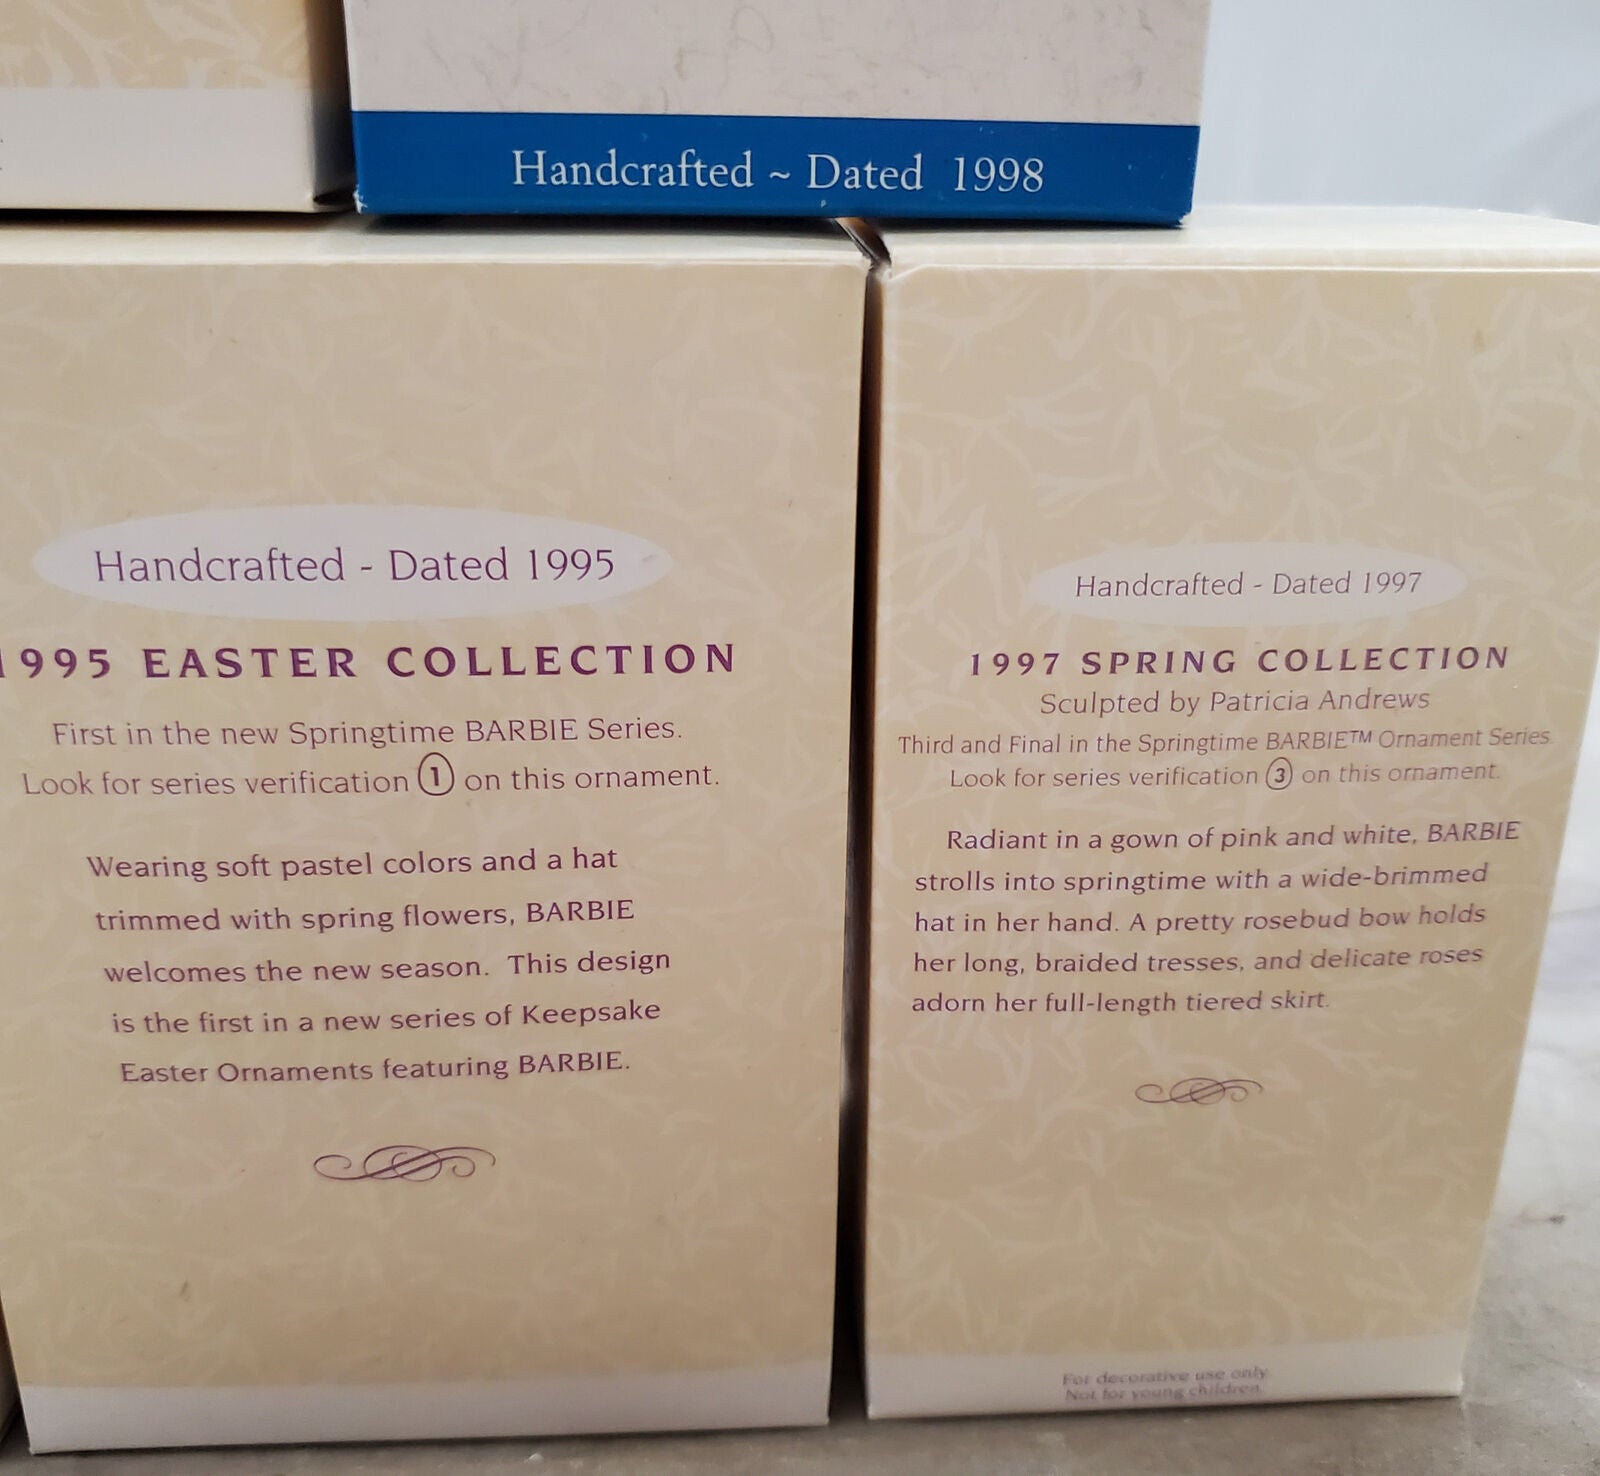 Handcrafted ~ Dated 1998
Handcrafted - Dated 1995
1995 EASTER COLLECTION
First in the new Springtime BARBIE Series.
Look for series verification 1 on this ornament.
Wearing soft pastel colors and a hat
trimmed with spring flowers, BARBIE
welcomes the new season. This design
is the first in a new series of Keepsake
Easter Ornaments featuring BARBIE.
Handcrafted - Dated 1997
1997 SPRING COLLECTION
Sculpted by Patricia Andrews
Third and Final in the Springtime BARBIE™ Ornament Series.
Look for series verification 3 on this ornament.
Radiant in a gown of pink and white, BARBIE
strolls into springtime with a wide-brimmed
hat in her hand. A pretty rosebud bow holds
her long, braided tresses, and delicate roses
adorn her full-length tiered skirt.
For decorative use only.
Not for young children.